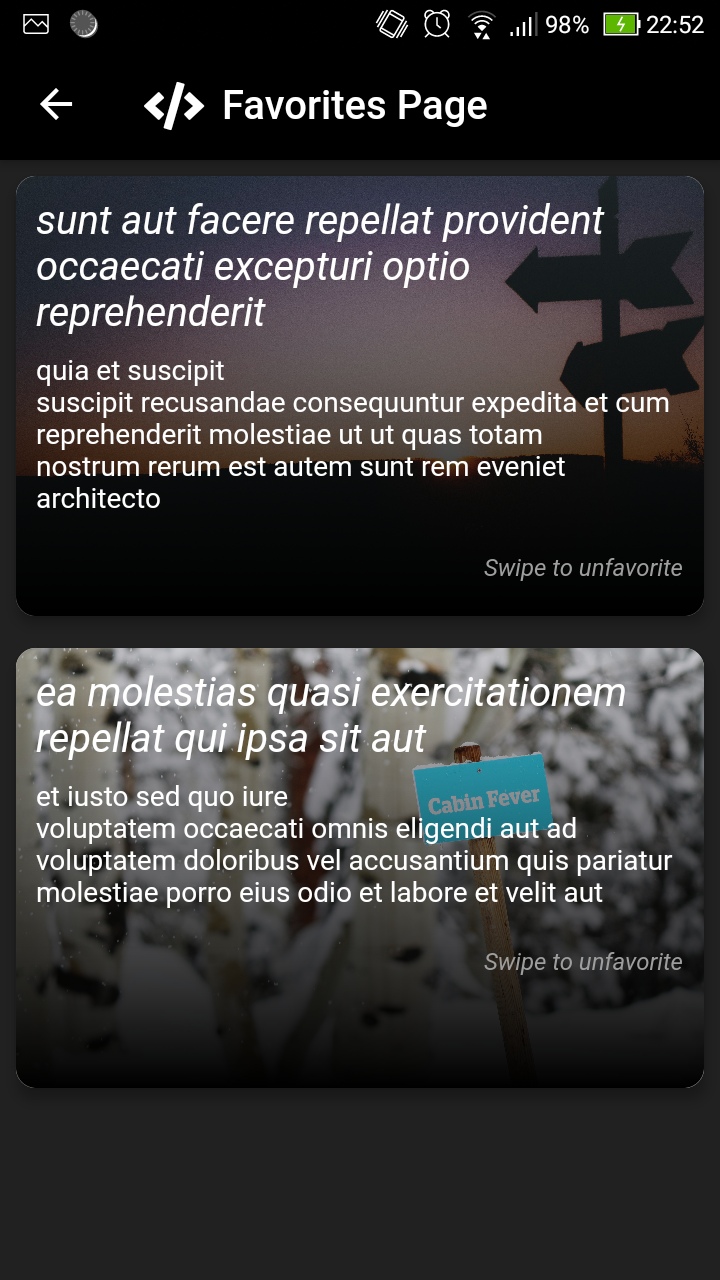 98% 22:52
</> Favorites Page
sunt aut facere repellat provident
occaecati excepturi optio
reprehenderit
quia et suscipit
suscipit recusandae consequuntur expedita et cum
reprehenderit molestiae ut ut quas totam
nostrum rerum est autem sunt rem eveniet
architecto
Swipe to unfavorite
ea molestias quasi exercitationem
repellat qui ipsa sit aut
Cabin Fever
et iusto sed quo iure
voluptatem occaecati omnis eligendi aut ad
voluptatem doloribus vel accusantium quis pariatur
molestiae porro eius odio et labore et velit aut
Swipe to unfavorite